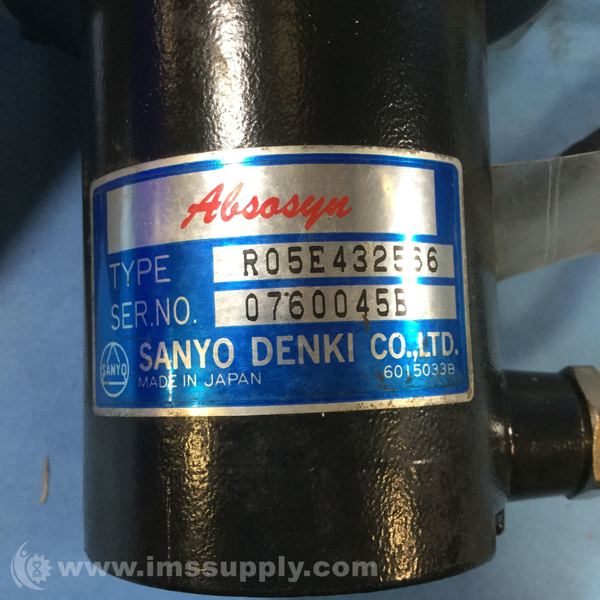 Absosyn
TYPE R05E432566
SER.NO. 0760045B
SANYO SANYO DENKI CO.,LTD.
MADE IN JAPAN 6015033B
www.imssupply.com